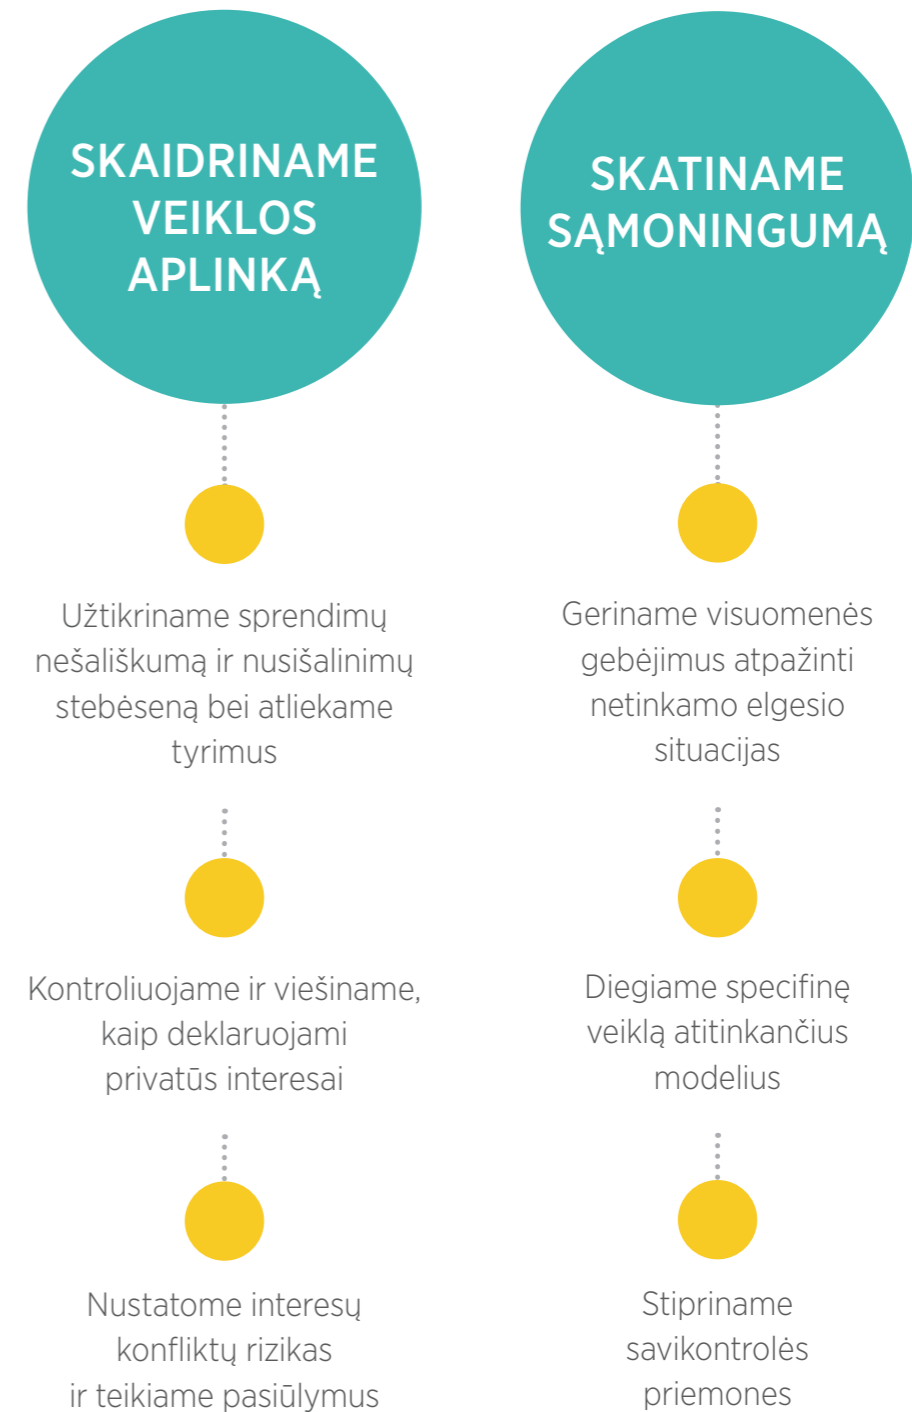 SKAIDRINAME
VEIKLOS
APLINKĄ
Užtikriname sprendimų
nešališkumą ir nusišalinimų
stebėseną bei atliekame
tyrimus
Kontroliuojame ir viešiname,
kaip deklaruojami
privatūs interesai
Nustatome interesų
konfliktų rizikas
ir teikiame pasiūlymus
SKATINAME
SĄMONINGUMĄ
Geriname visuomenės
gebėjimus atpažinti
netinkamo elgesio
situacijas
Diegiame specifinę
veiklą atitinkančius
modelius
Stipriname
savikontrolės
priemones